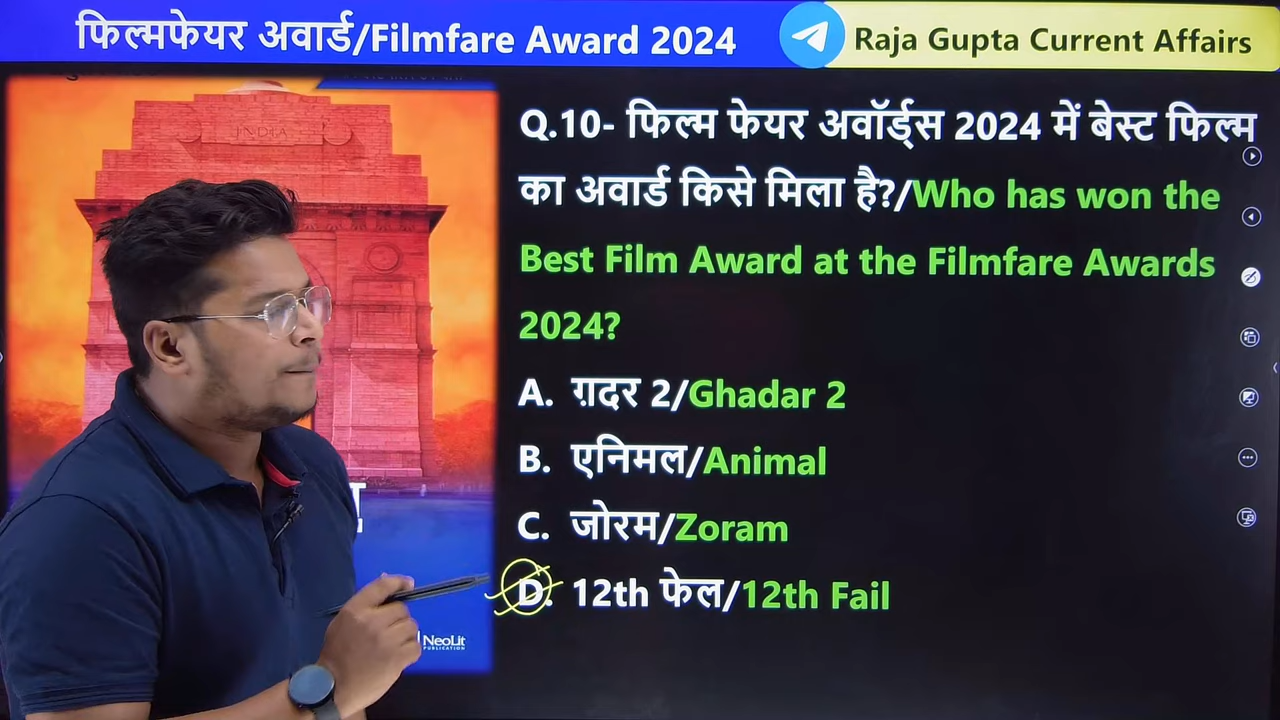 फिल्मफेयर अवार्ड/Filmfare Award 2024
Raja Gupta Current Affairs
INDIA
Q.10- फिल्म फेयर अवॉर्ड्स 2024 में बेस्ट फिल्म
का अवार्ड किसे मिला है?/Who has won the
Best Film Award at the Filmfare Awards
2024?
A. ग़दर 2/Ghadar 2
B. एनिमल/Animal
C. जोरम/Zoram
D. 12th फेल/12th Fail
NeoLit
PUBLICATION